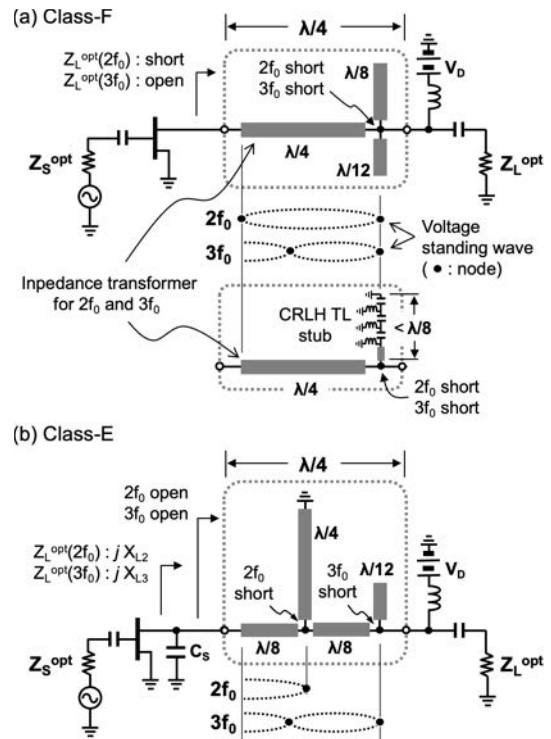 (a) Class-F
λ/4
Z_L^opt(2f₀) : short
Z_L^opt(3f₀) : open
2f₀ short
3f₀ short
λ/8
V_D
Z_S^opt
λ/4
λ/12
Z_L^opt
2f₀
3f₀
Voltage
standing wave
( ● : node)
Inpedance transformer
for 2f₀ and 3f₀
CRLH TL
stub
< λ/8
λ/4
2f₀ short
3f₀ short
(b) Class-E
λ/4
2f₀ open
3f₀ open
λ/4
Z_L^opt(2f₀) : j X_L2
Z_L^opt(3f₀) : j X_L3
2f₀
short
3f₀
short
λ/12
V_D
Z_S^opt
C_S
λ/8
λ/8
Z_L^opt
2f₀
3f₀